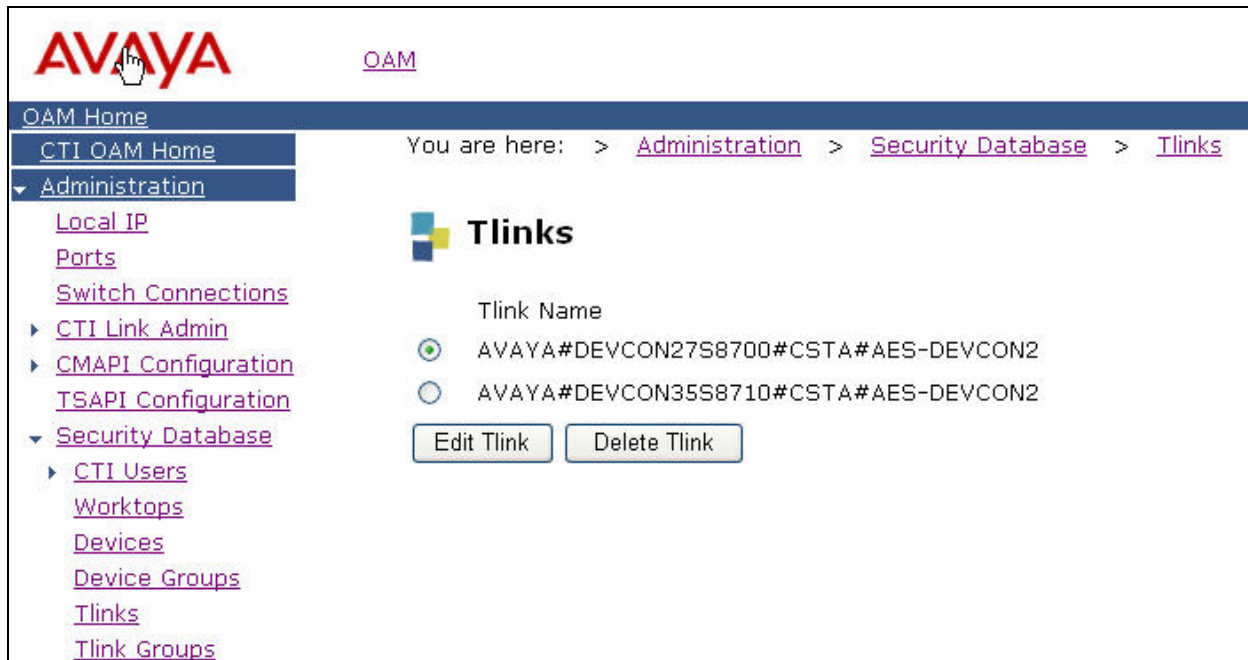 AVAYA
OAM
OAM Home
CTI OAM Home
You are here: > Administration > Security Database > Tlinks
Administration
Local IP
Ports
Switch Connections
CTI Link Admin
CMAPI Configuration
TSAPI Configuration
Security Database
CTI Users
Worktops
Devices
Device Groups
Tlinks
Tlink Groups
Tlinks
Tlink Name
AVAYA#DEVCON27S8700#CSTA#AES-DEVCON2
AVAYA#DEVCON35S8710#CSTA#AES-DEVCON2
Edit Tlink
Delete Tlink